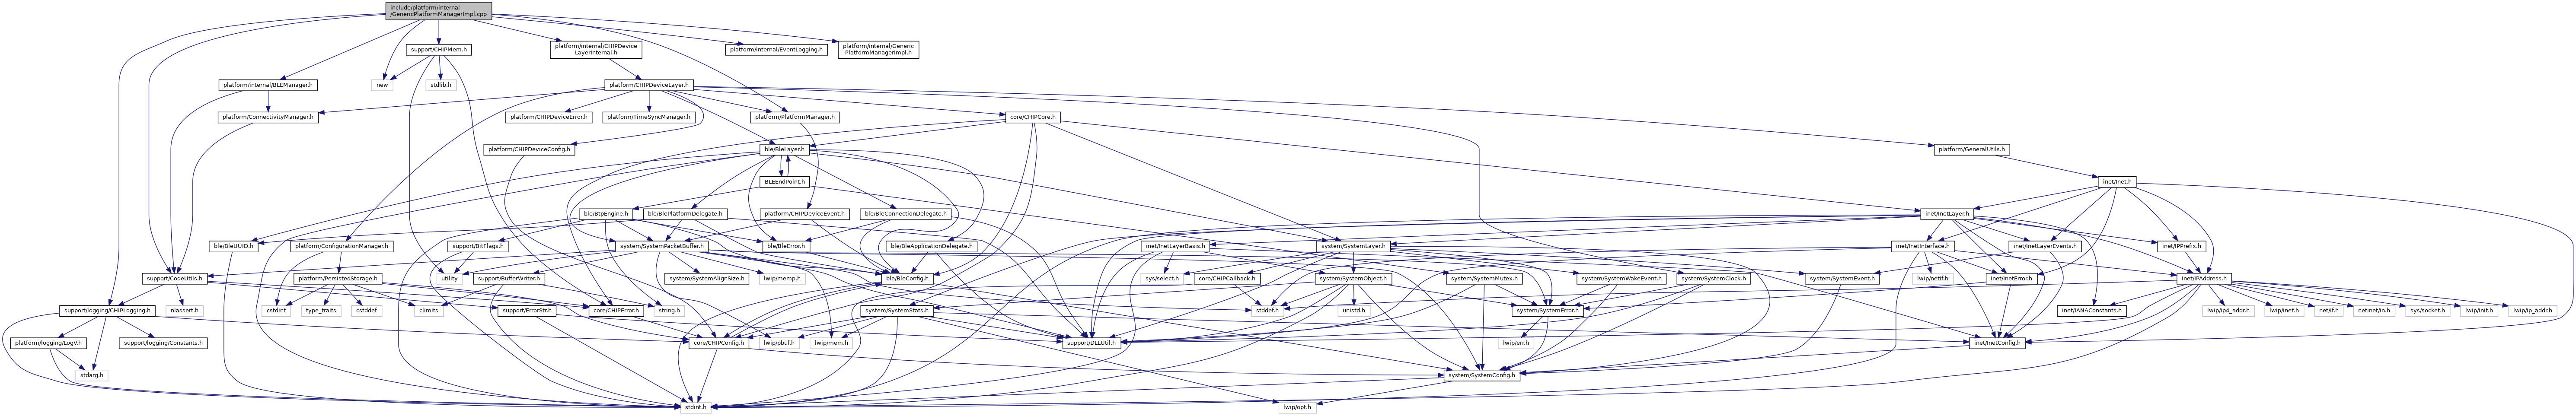 include/platform/internal
/GenericPlatformManagerImpl.cpp
support/CHIPMem.h
platform/internal/CHIPDevice
LayerInternal.h
platform/internal/EventLogging.h
platform/internal/Generic
PlatformManagerImpl.h
platform/internal/BLEManager.h
new
stdlib.h
platform/CHIPDeviceLayer.h
platform/ConnectivityManager.h
platform/CHIPDeviceError.h
platform/TimeSyncManager.h
platform/PlatformManager.h
core/CHIPCore.h
platform/CHIPDeviceConfig.h
ble/BleLayer.h
platform/GeneralUtils.h
BLEEndPoint.h
inet/Inet.h
ble/BtpEngine.h
ble/BlePlatformDelegate.h
platform/CHIPDeviceEvent.h
ble/BleConnectionDelegate.h
inet/InetLayer.h
ble/BleUUID.h
platform/ConfigurationManager.h
support/BitFlags.h
system/SystemPacketBuffer.h
ble/BleError.h
ble/BleApplicationDelegate.h
inet/InetLayerBasis.h
system/SystemLayer.h
inet/InetInterface.h
inet/InetLayerEvents.h
inet/IPPrefix.h
support/CodeUtils.h
platform/PersistedStorage.h
utility
support/BufferWriter.h
system/SystemAlignSize.h
lwip/memp.h
ble/BleConfig.h
sys/select.h
core/CHIPCallback.h
system/SystemObject.h
system/SystemMutex.h
system/SystemWakeEvent.h
system/SystemClock.h
system/SystemEvent.h
lwip/netif.h
inet/InetError.h
inet/IPAddress.h
support/logging/CHIPLogging.h
nlassert.h
cstdint
type_traits
cstddef
climits
support/ErrorStr.h
core/CHIPError.h
string.h
system/SystemStats.h
stddef.h
unistd.h
system/SystemError.h
inet/IANAConstants.h
lwip/ip4_addr.h
lwip/inet.h
net/if.h
netinet/in.h
sys/socket.h
lwip/init.h
lwip/ip_addr.h
platform/logging/LogV.h
support/logging/Constants.h
core/CHIPConfig.h
lwip/pbuf.h
lwip/mem.h
support/DLLUtil.h
lwip/err.h
inet/InetConfig.h
stdarg.h
system/SystemConfig.h
stdint.h
lwip/opt.h